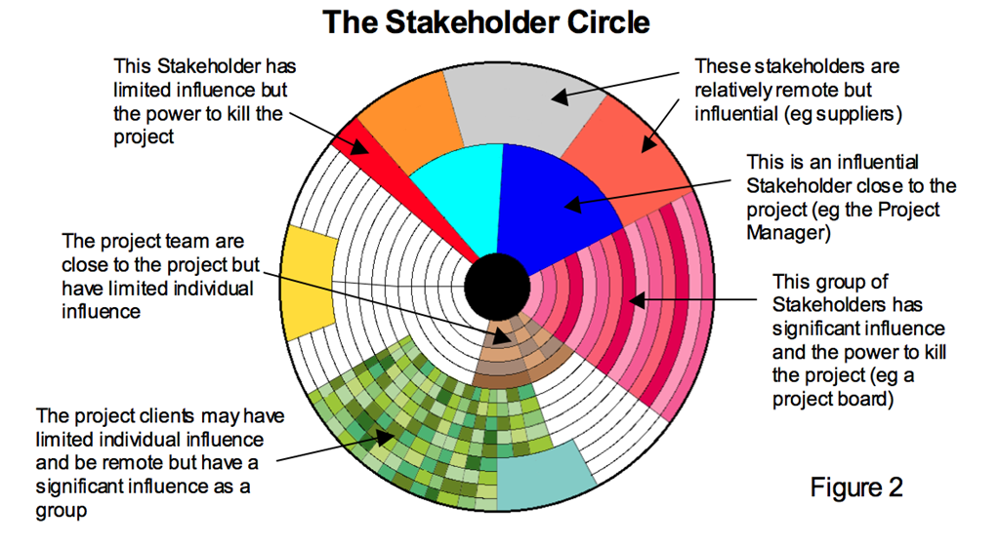 The Stakeholder Circle
This Stakeholder has
limited influence but
the power to kill the
project
These stakeholders are
relatively remote but
influential (eg suppliers)
This is an influential
Stakeholder close to the
project (eg the Project
Manager)
The project team are
close to the project but
have limited individual
influence
This group of
Stakeholders has
significant influence
and the power to kill
the project (eg a
project board)
The project clients may have
limited individual influence
and be remote but have a
significant influence as a
group
Figure 2